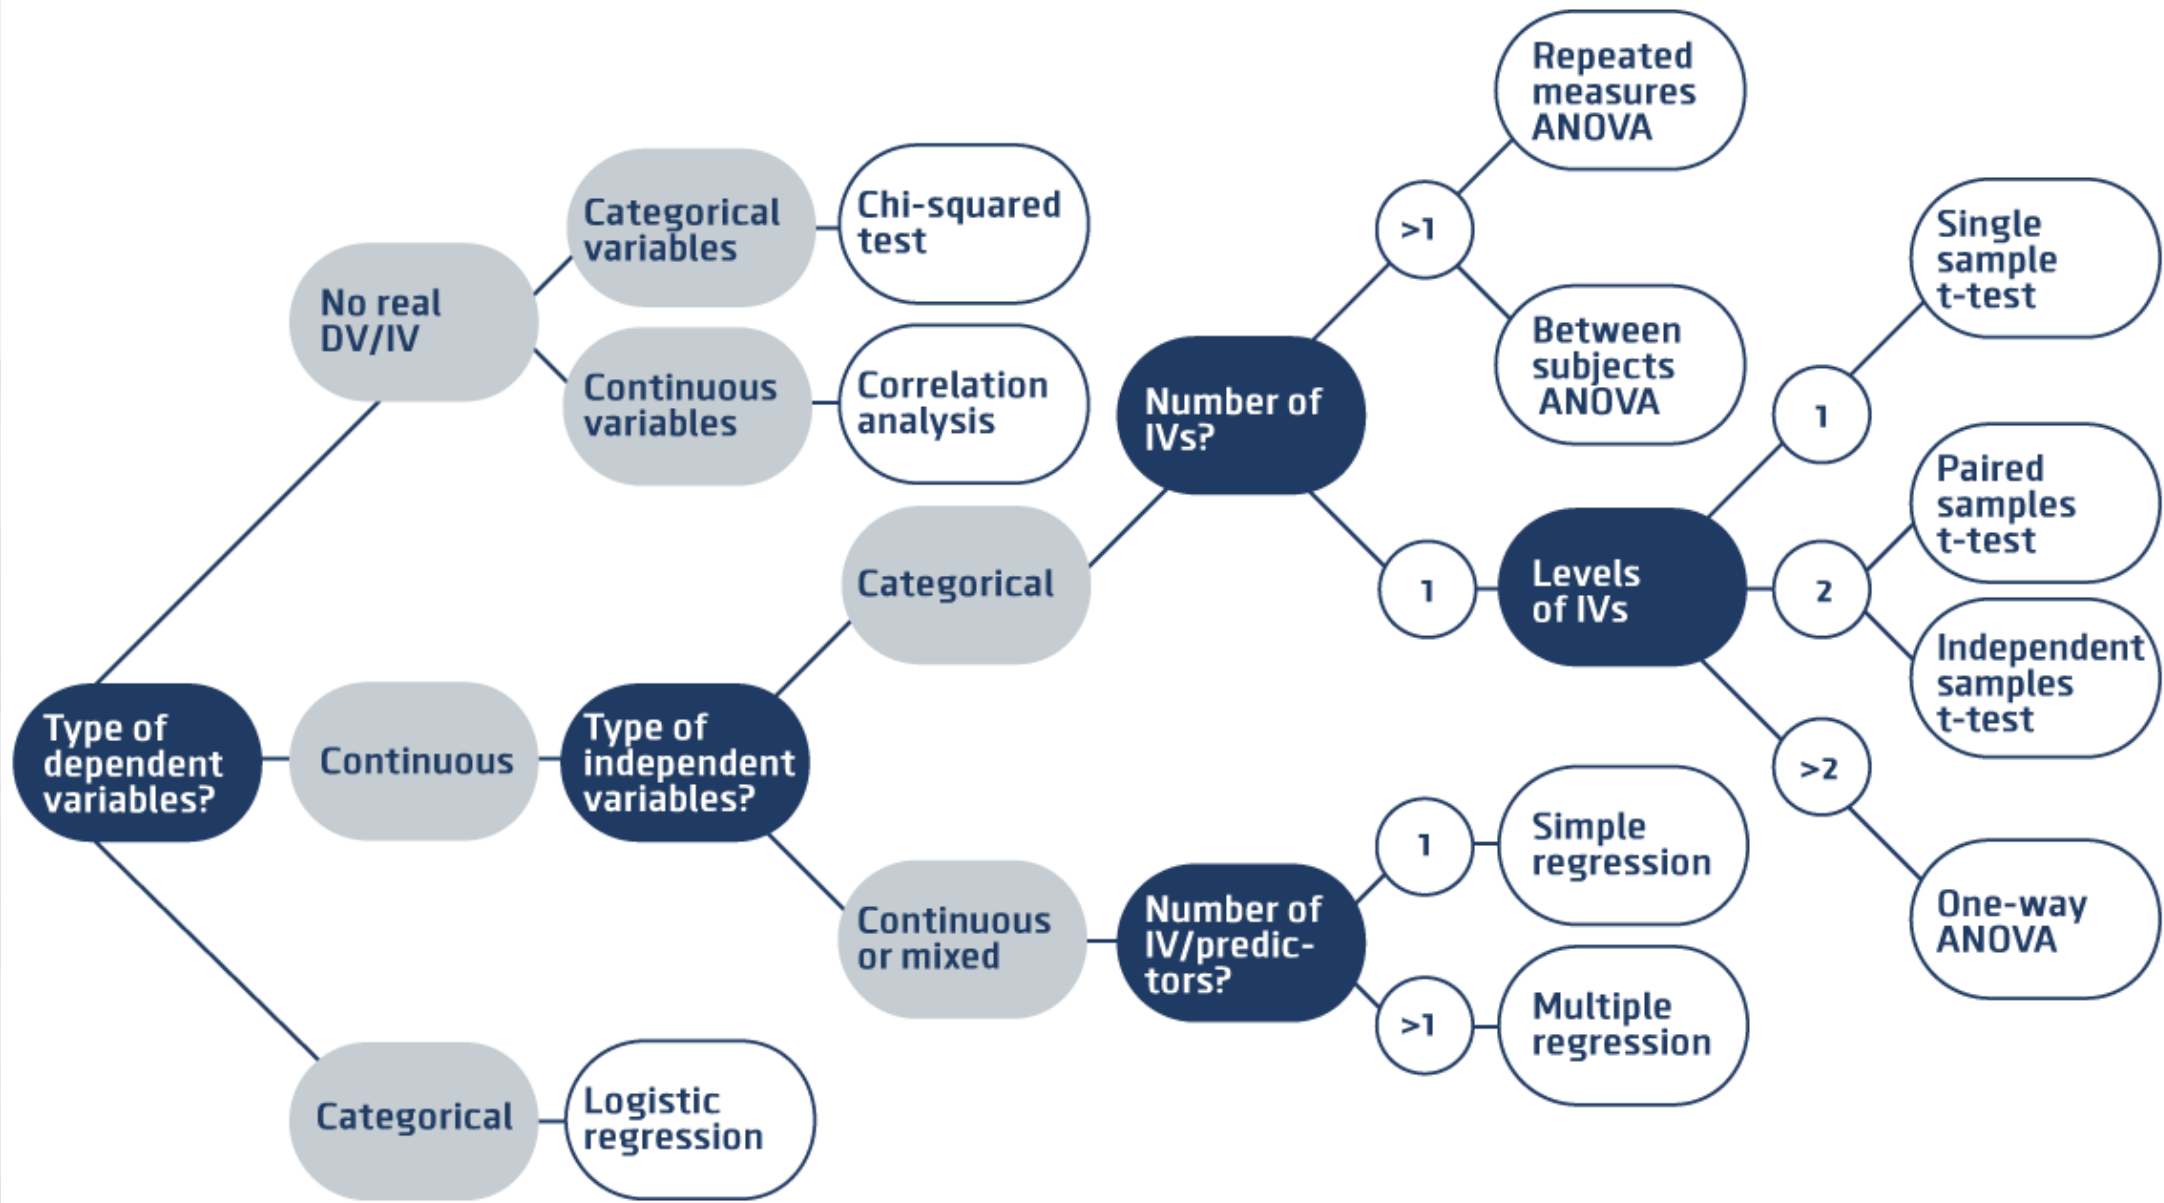 Repeated
measures
ANOVA
>1
Between
subjects
ANOVA
Single
sample
t-test
1
Categorical
variables
Chi-squared
test
No real
DV/IV
Continuous
variables
Correlation
analysis
Number of
IVs?
Paired
samples
t-test
Categorical
1
Levels
of IVs
2
Independent
samples
t-test
Type of
dependent
variables?
Continuous
Type of
independent
variables?
>2
Simple
regression
1
Continuous
or mixed
Number of
IV/predic-
tors?
One-way
ANOVA
>1
Multiple
regression
Categorical
Logistic
regression